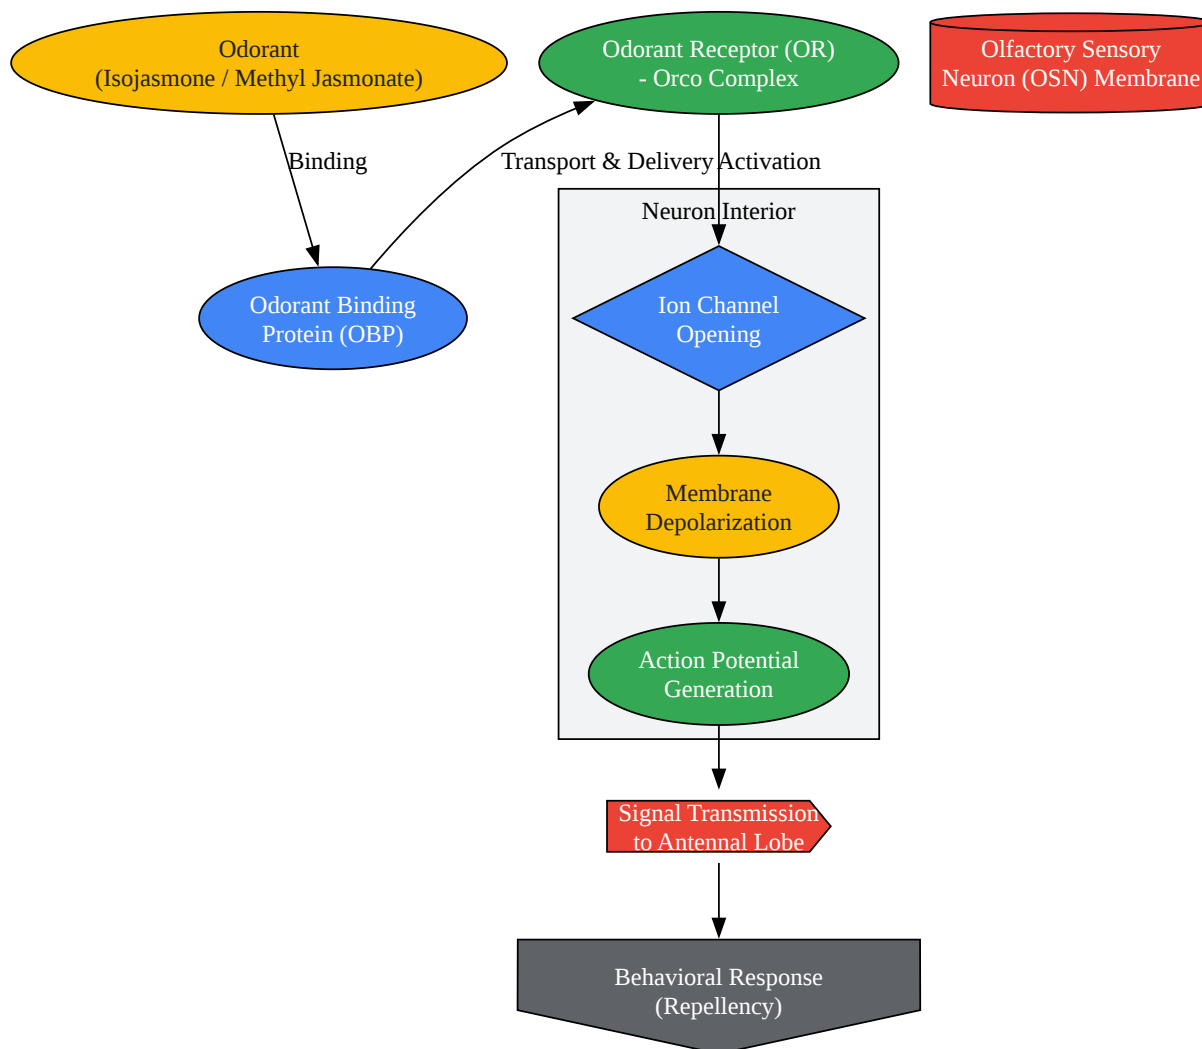 Odorant
(Isojasmone / Methyl Jasmonate)
Odorant Receptor (OR)
- Orco Complex
Olfactory Sensory
Neuron (OSN) Membrane
Binding
Transport & Delivery
Activation
Neuron Interior
Odorant Binding
Protein (OBP)
Ion Channel
Opening
Membrane
Depolarization
Action Potential
Generation
Signal Transmission
to Antennal Lobe
Behavioral Response
(Repellency)